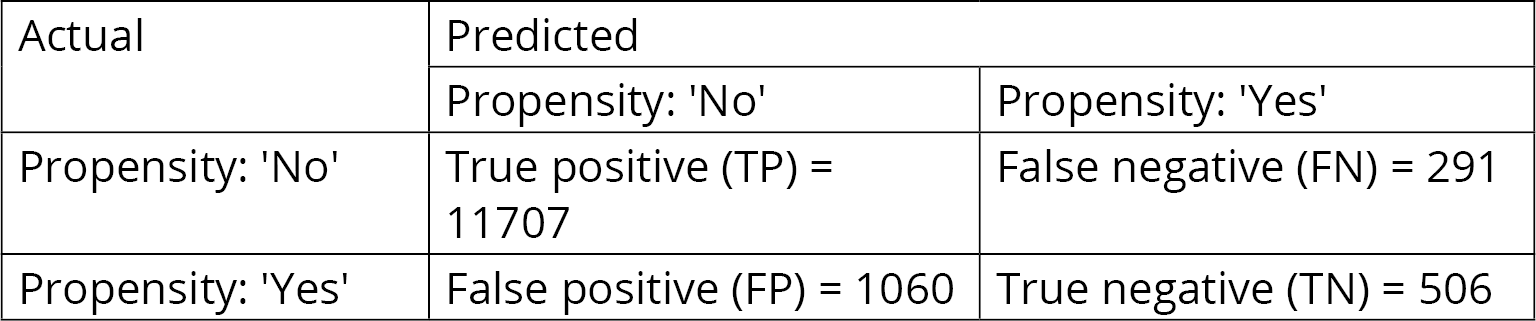 Actual
Predicted
Propensity: 'No'
Propensity: 'Yes'
Propensity: 'No'
True positive (TP) =
11707
False negative (FN) = 291
Propensity: 'Yes'
False positive (FP) = 1060
True negative (TN) = 506